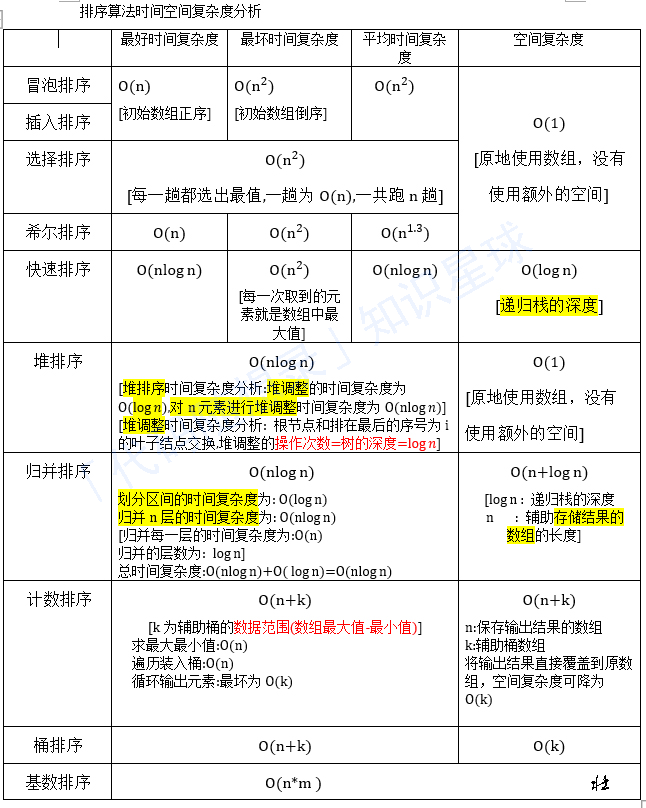 排序算法时间空间复杂度分析
最好时间复杂度 最坏时间复杂度 平均时间复杂度 空间复杂度
冒泡排序
插入排序
O(n)
[初始数组正序]
O(n²)
[初始数组倒序]
O(n²)
O(1)
[原地使用数组，没有
使用额外的空间]
选择排序
O(n²)
[每一趟都选出最值,一趟为 O(n),一共跑 n 趟]
希尔排序 O(n) O(n²) O(n¹·³)
快速排序 O(nlog n)
O(n²)
[每一次取到的元
素就是数组中最
大值]
O(nlog n)
O(log n)
[递归栈的深度]
堆排序
O(nlog n)
[堆排序时间复杂度分析:堆调整的时间复杂度为
O(log n),对 n 元素进行堆调整时间复杂度为 O(nlog n)]
[堆调整时间复杂度分析：根节点和排在最后的序号为 i
的叶子结点交换,堆调整的操作次数=树的深度=log n]
O(1)
[原地使用数组，没有
使用额外的空间]
归并排序
O(nlog n)
划分区间的时间复杂度为: O(log n)
归并 n 层的时间复杂度为: O(nlog n)
[归并每一层的时间复杂度为:O(n)
归并的层数为：log n]
总时间复杂度:O(nlog n)+O( log n)=O(nlog n)
O(n+log n)
[log n：递归栈的深度
n ：辅助存储结果的
数组的长度]
计数排序
O(n+k)
[k 为辅助桶的数据范围(数组最大值-最小值)]
求最大最小值:O(n)
遍历装入桶:O(n)
循环输出元素:最坏为 O(k)
O(n+k)
n:保存输出结果的数组
k:辅助桶数组
将输出结果直接覆盖到原数
组，空间复杂度可降为
O(k)
桶排序 O(n+k) O(k)
基数排序 O(n*m )